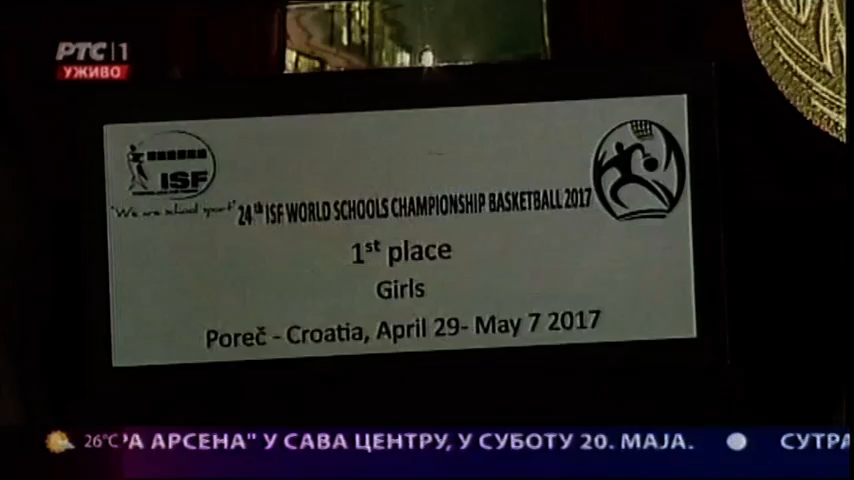 РТС|1
УЖИВО
ISF
"We are school sport"
24th ISF WORLD SCHOOLS CHAMPIONSHIP BASKETBALL 2017
1st place
Girls
Poreč - Croatia, April 29- May 7 2017
26°C 'А АРСЕНА" У САВА ЦЕНТРУ, У СУБОТУ 20. МАЈА. СУТРА